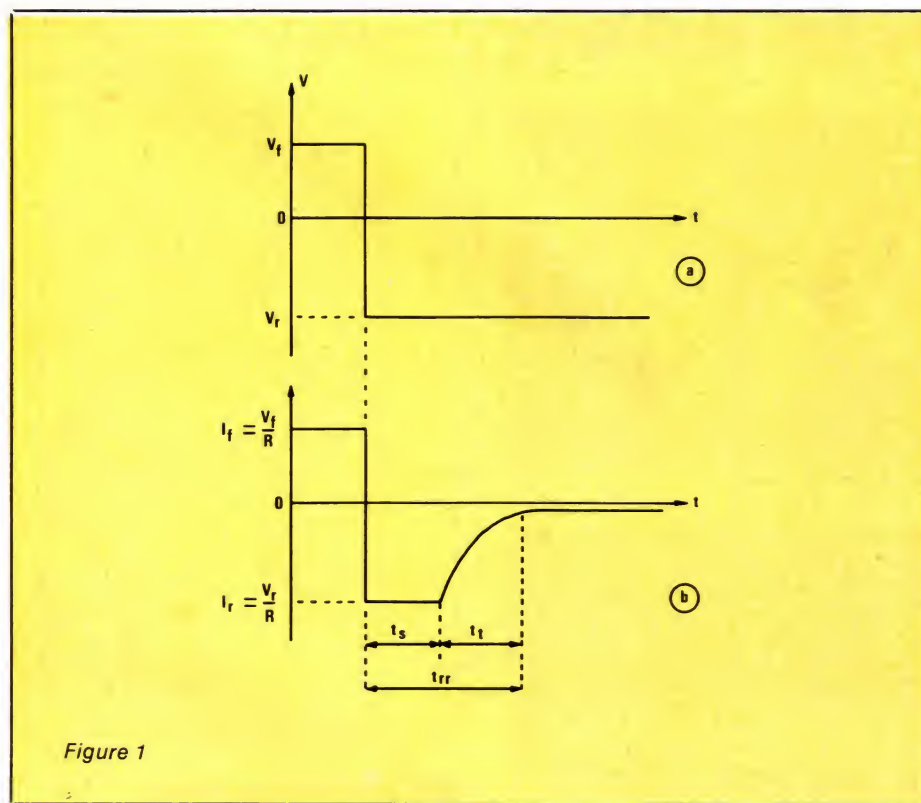 V
V_f
0
t
a
V_r
I_f = V_f/R
0
t
I_r = V_r/R
b
t_s
t_t
t_rr
Figure 1